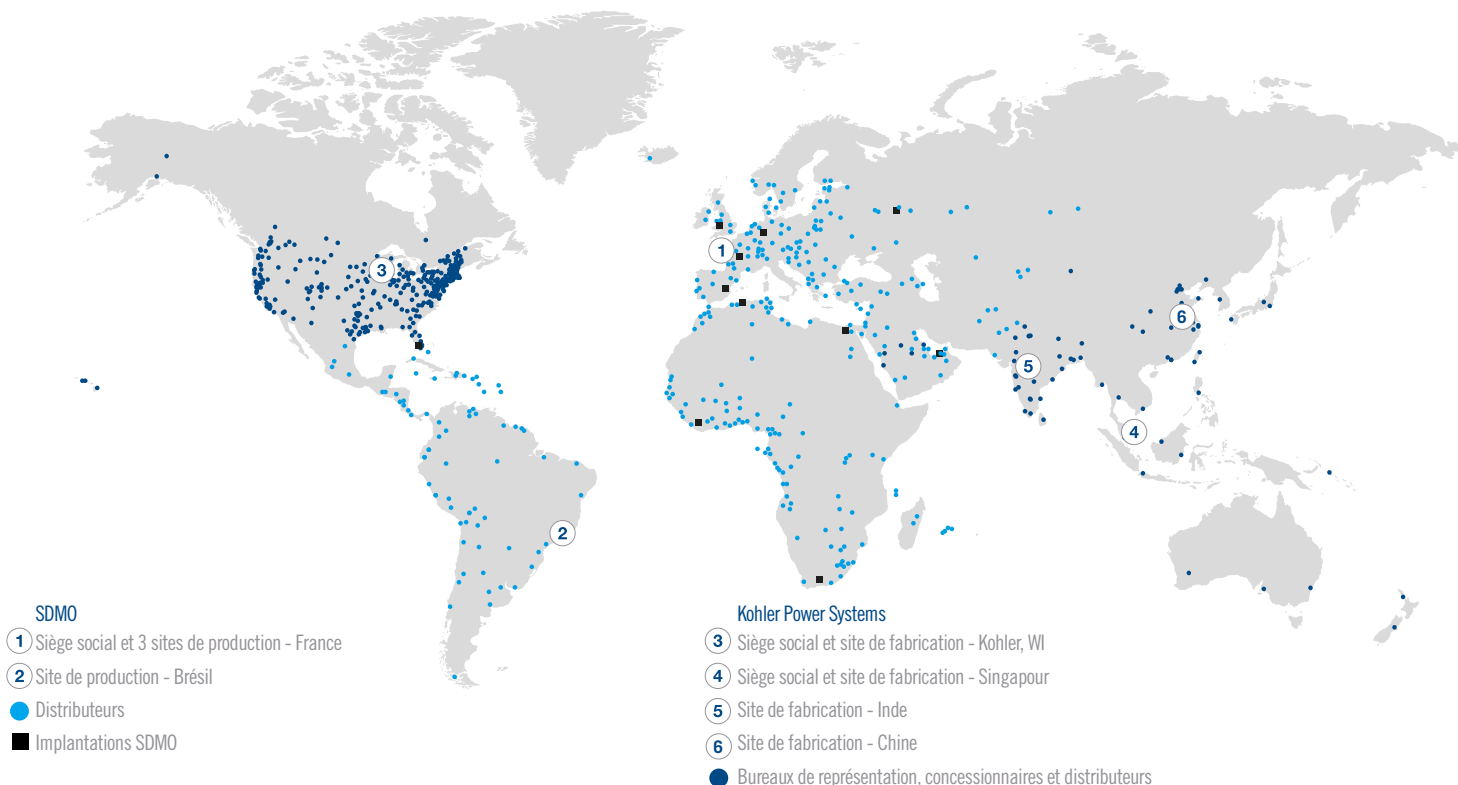 3
1
6
5
4
2
SDMO
1 Siège social et 3 sites de production - France
2 Site de production - Brésil
Distributeurs
Implantations SDMO
Kohler Power Systems
3 Siège social et site de fabrication - Kohler, WI
4 Siège social et site de fabrication - Singapour
5 Site de fabrication - Inde
6 Site de fabrication - Chine
Bureaux de représentation, concessionnaires et distributeurs